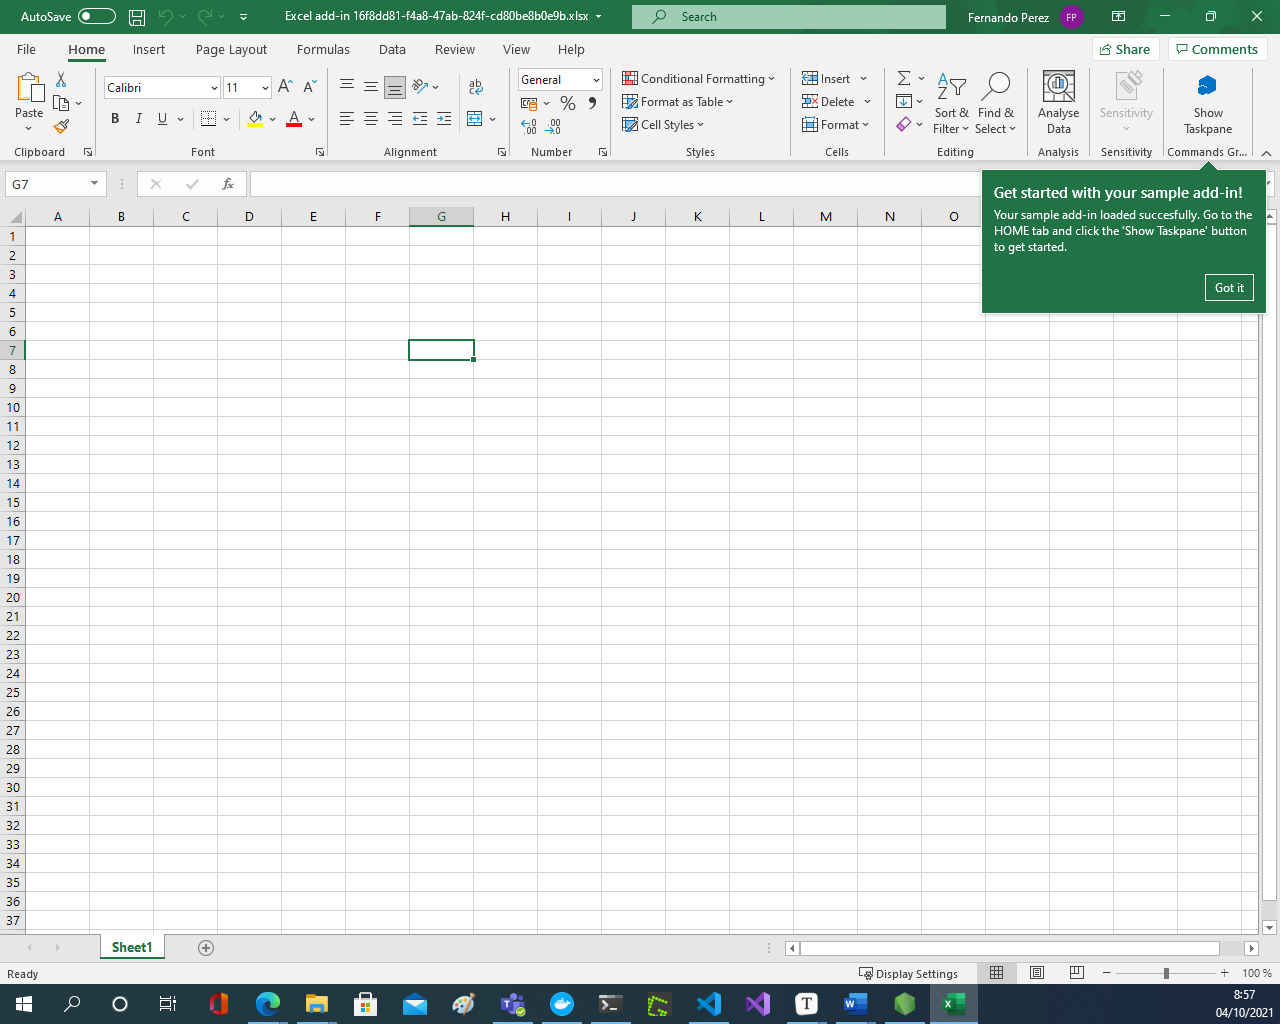 AutoSave
Excel add-in 16f8dd81-f4a8-47ab-824f-cd80be8b0e9b.xlsx
Search
Fernando Perez FP
File Home Insert Page Layout Formulas Data Review View Help
Share Comments
Paste
Clipboard
Calibri 11
B I U
A
Font
ab
Alignment
General
% 9
Number
Conditional Formatting
Format as Table
Cell Styles
Styles
Insert
Delete
Format
Cells
Sort & Filter
Find & Select
Editing
Analyse Data
Analysis
Sensitivity
Sensitivity
Show Taskpane
Commands Gr...
G7
fx
Get started with your sample add-in!
Your sample add-in loaded succesfully. Go to the
HOME tab and click the 'Show Taskpane' button
to get started.
Got it
A B C D E F G H I J K L M N O
1
2
3
4
5
6
7
8
9
10
11
12
13
14
15
16
17
18
19
20
21
22
23
24
25
26
27
28
29
30
31
32
33
34
35
36
37
Sheet1
Ready
Display Settings
100 %
8:57
04/10/2021